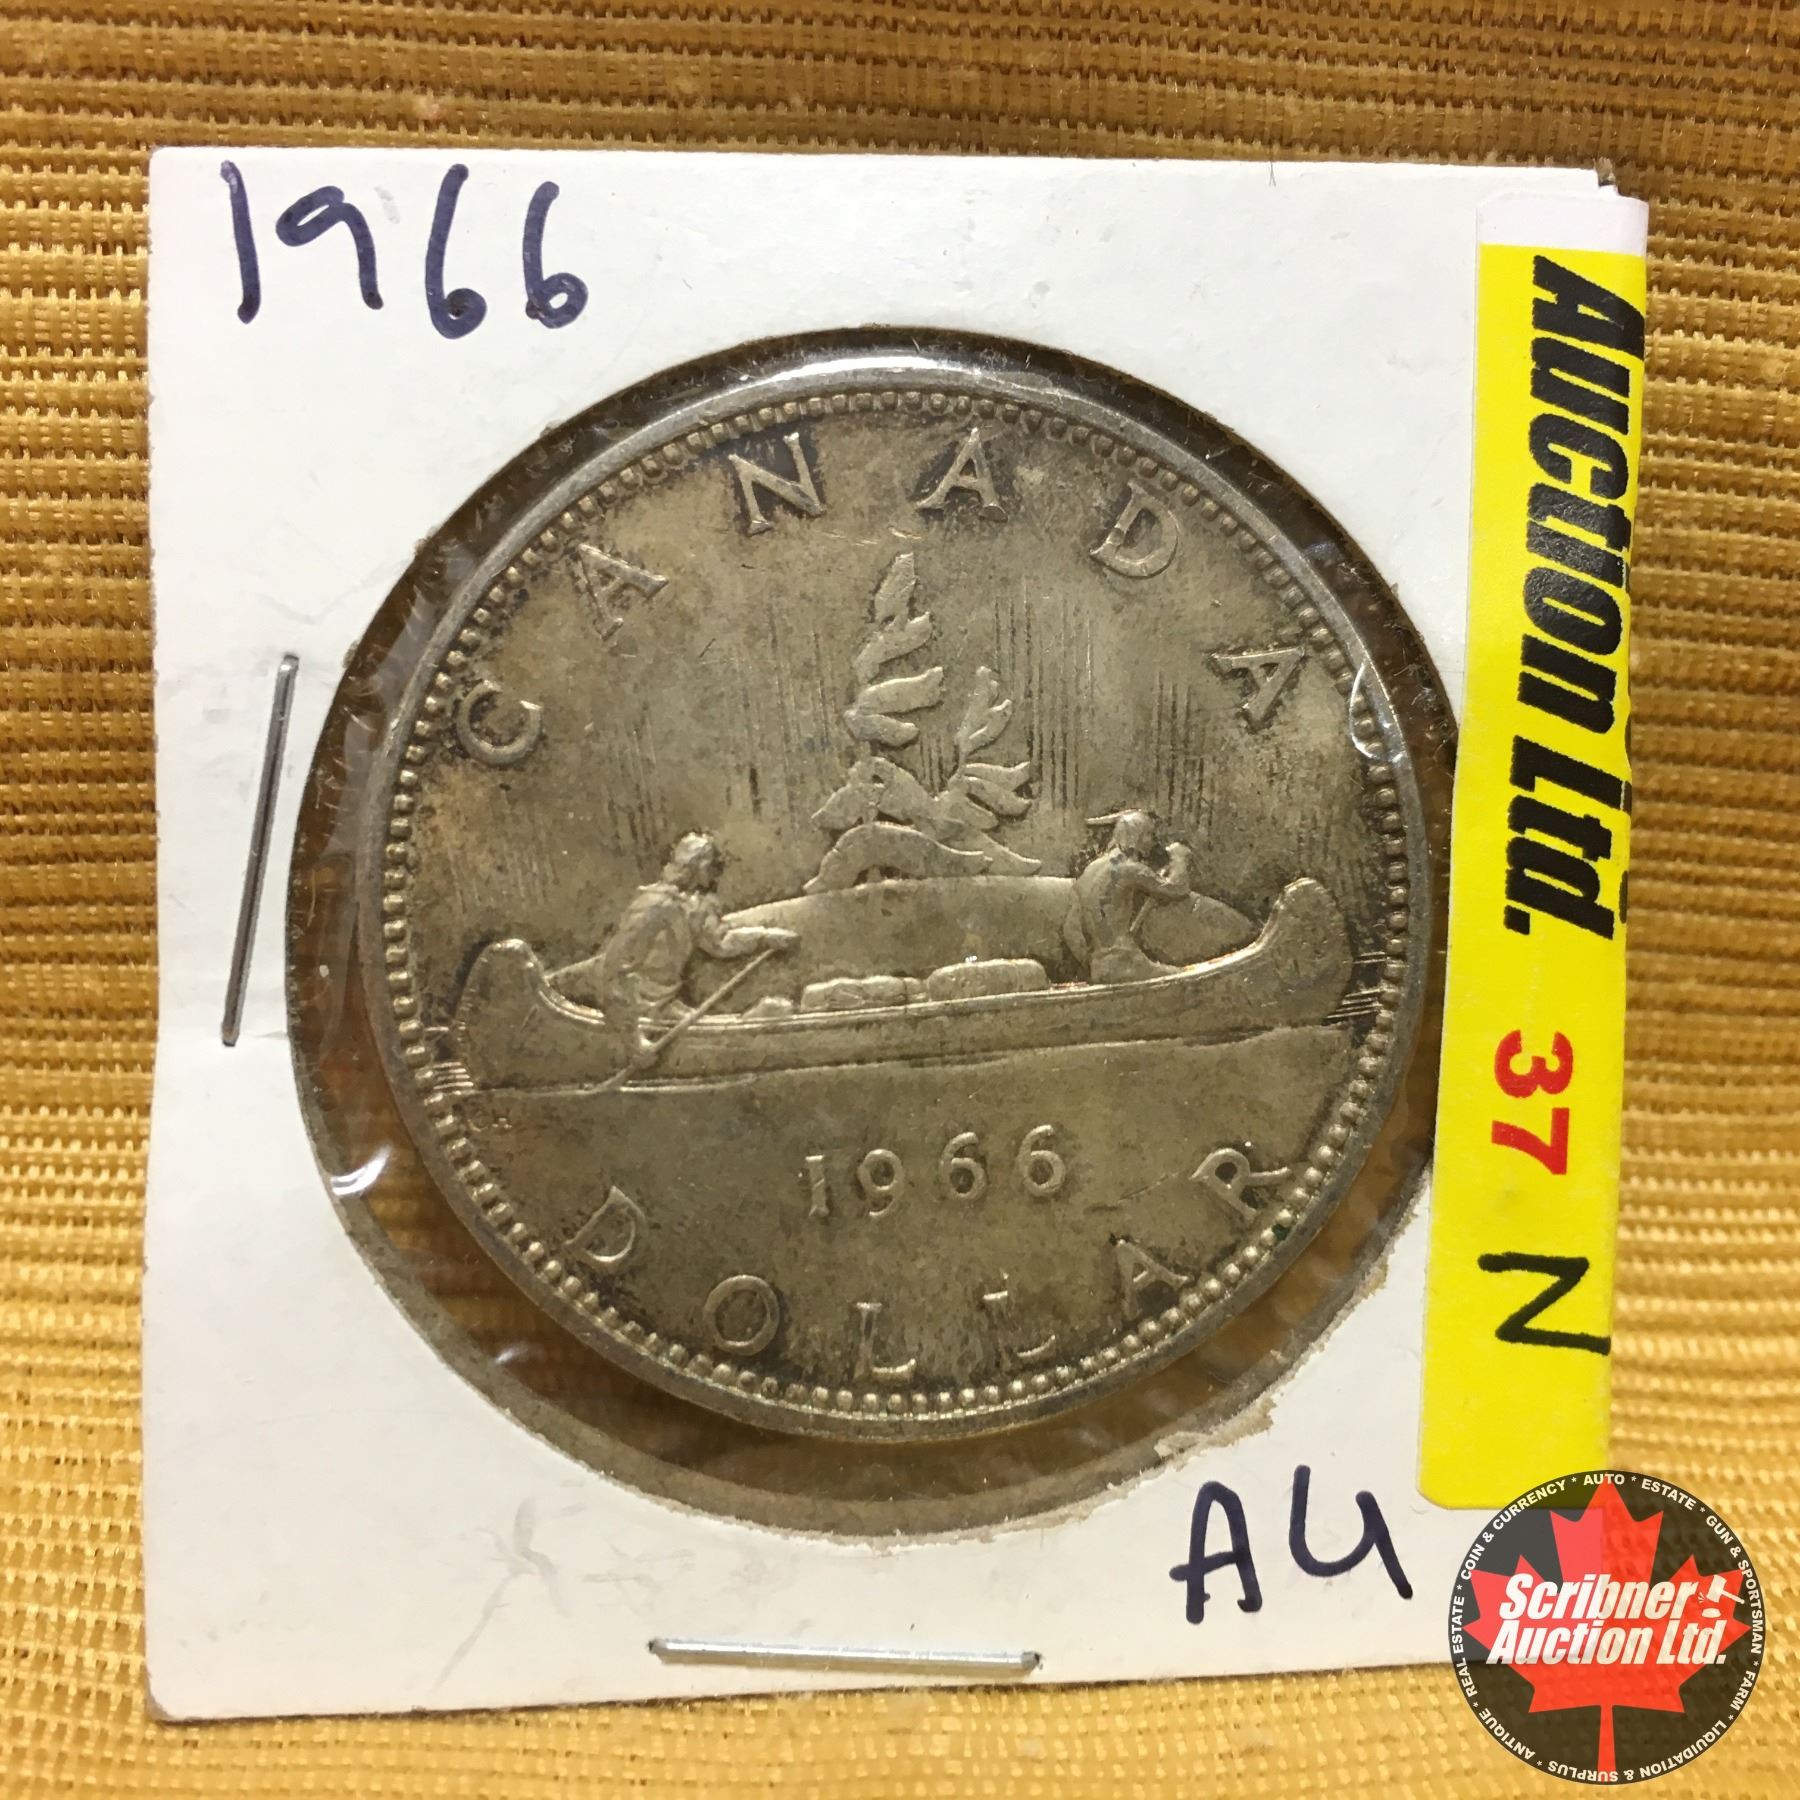 1966
CANADA
1966
DOLLAR
AU
Auction Ltd. 37 N
Scribner!
Auction Ltd.
COIN & CURRENCY * AUTO * ESTATE * GUN & SPORTSMAN * FARM * LIQUIDATION & SURPLUS * ANTIQUE * REAL ESTATE *